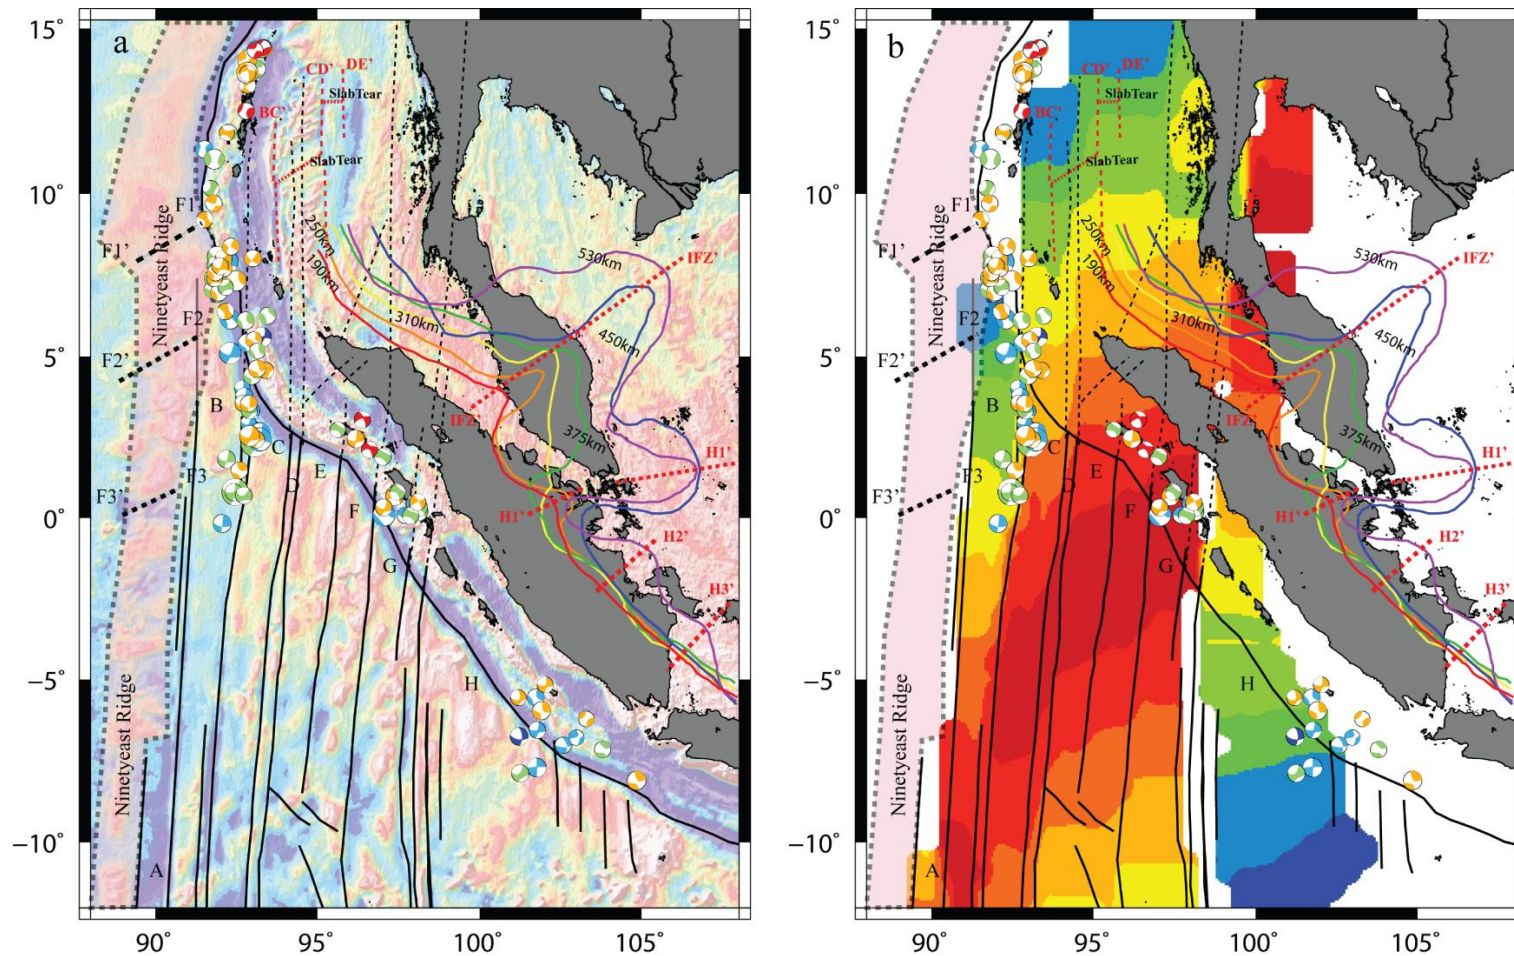 a
15°
10°
5°
0°
−5°
−10°
90°
95°
100°
105°
CD'
DE'
SlabTear
BC'
SlabTear
F1
F1'
Ninetyeast Ridge
250km
190km
530km
IFZ'
F2
F2'
310km
450km
B
IFZ
C
375km
H1'
D
E
F3
F3'
F
H1'
H2'
G
H3'
H
Ninetyeast Ridge
A
b
15°
10°
5°
0°
−5°
−10°
90°
95°
100°
105°
CD'
DE'
SlabTear
BC'
SlabTear
F1
F1'
Ninetyeast Ridge
250km
190km
530km
IFZ'
F2
F2'
310km
450km
B
IFZ
C
375km
H1'
D
E
F3
F3'
F
H1'
H2'
G
H3'
H
Ninetyeast Ridge
A